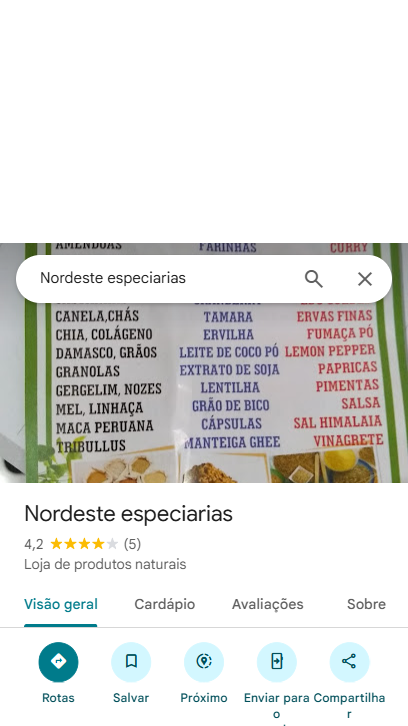 AMENDOAS FARINHAS CURRY
Nordeste especiarias
CANELA,CHÁS TAMARA ERVAS FINAS
CHIA, COLÁGENO ERVILHA FUMAÇA PÓ
DAMASCO, GRÃOS LEITE DE COCO PÓ LEMON PEPPER
GRANOLAS EXTRATO DE SOJA PAPRICAS
GERGELIM, NOZES LENTILHA PIMENTAS
MEL, LINHAÇA GRÃO DE BICO SALSA
MACA PERUANA CÁPSULAS SAL HIMALAIA
TRIBULLUS MANTEIGA GHEE VINAGRETE
Nordeste especiarias
4,2 (5)
Loja de produtos naturais
Visão geral Cardápio Avaliações Sobre
Rotas Salvar Próximo Enviar para Compartilha
o r